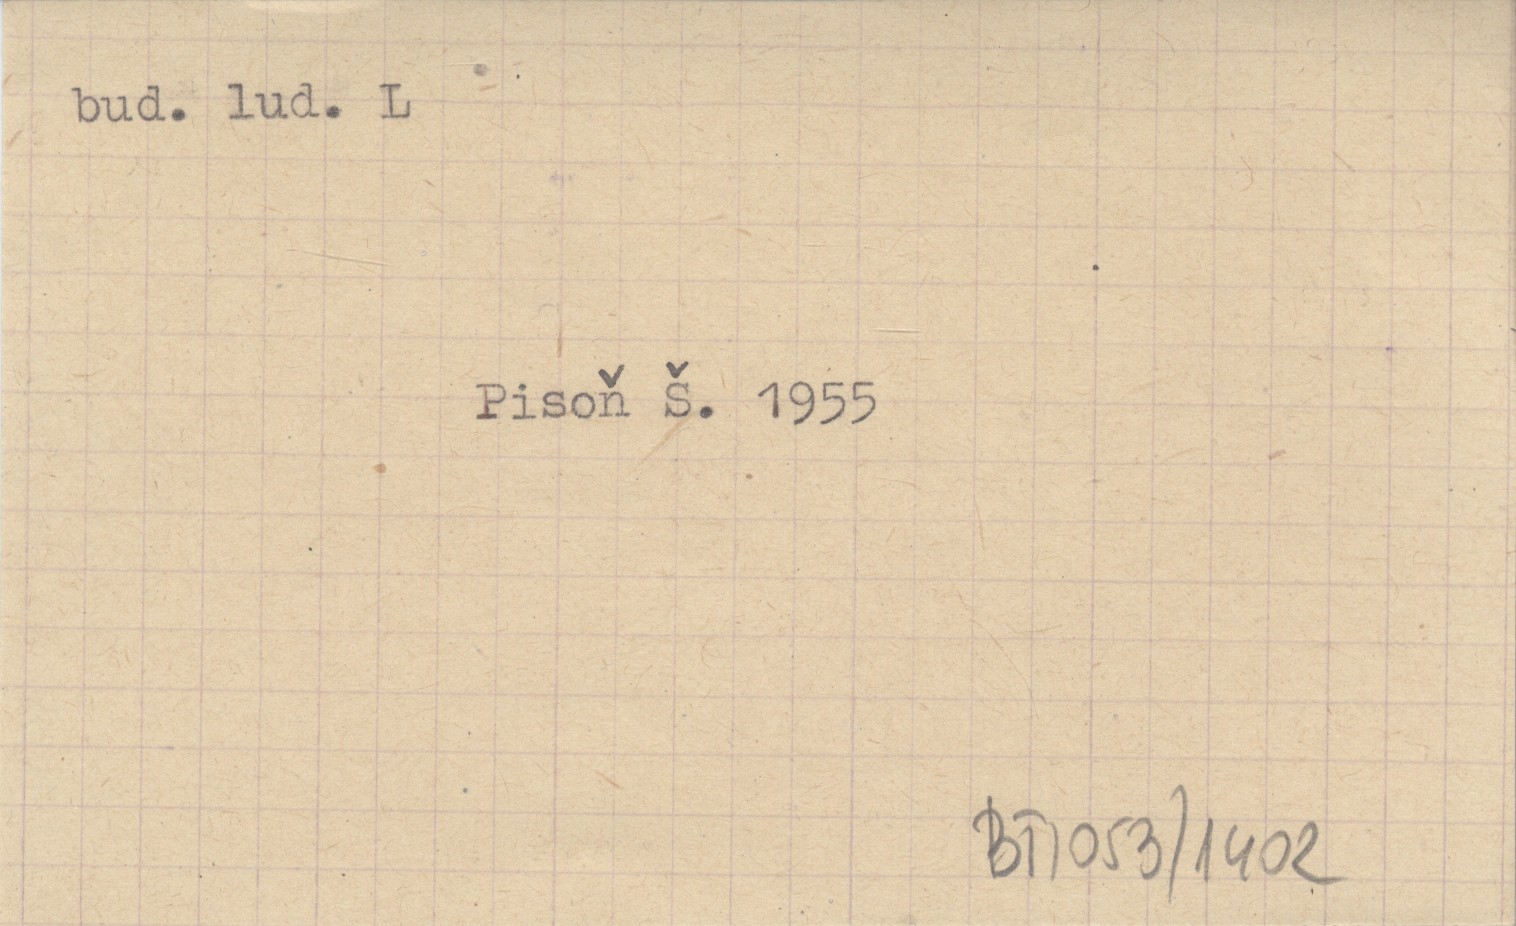 bud. lud. L
Pisoň Š. 1955
BT1053/1402